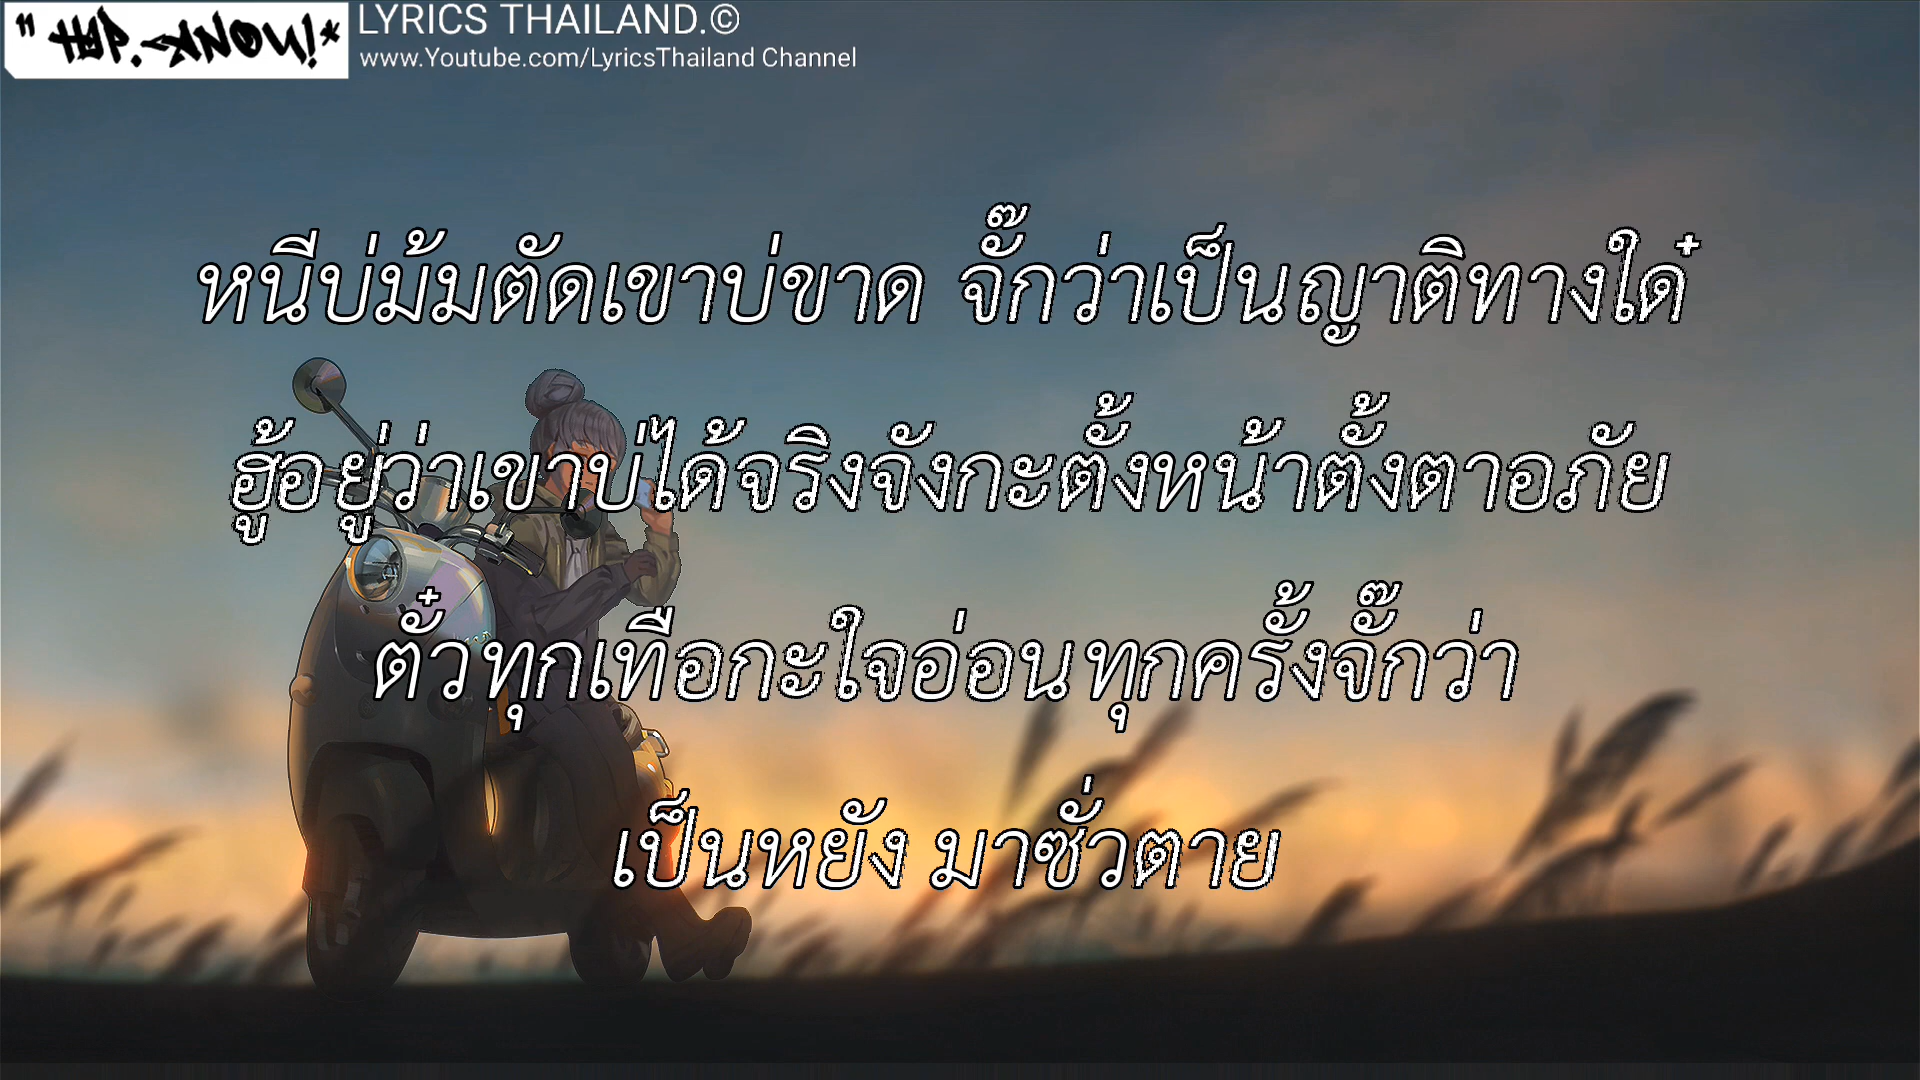 "HYP.-KNOW!*
LYRICS THAILAND.©
www.Youtube.com/LyricsThailand Channel
หนีบ่ม้มตัดเขาบ่ขาด จั๊กว่าเป็นญาติทางใด๋
ฮู้อยู่ว่าเขาบ่ได้จริงจังกะตั้งหน้าตั้งตาอภัย
ตั๋วทุกเทือกะใจอ่อนทุกครั้งจั๊กว่า
เป็นหยัง มาซั่วตาย